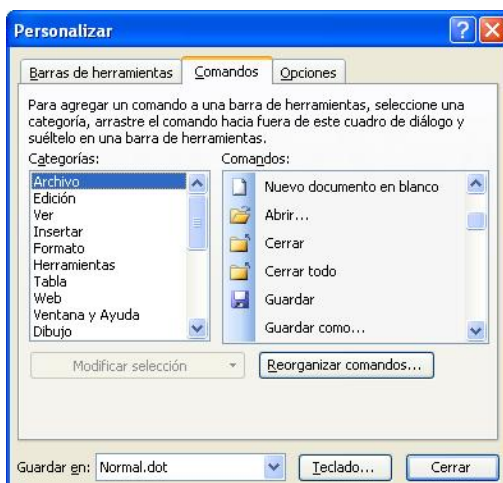 Personalizar
Barras de herramientas Comandos Opciones
Para agregar un comando a una barra de herramientas, seleccione una
categoría, arrastre el comando hacia fuera de este cuadro de diálogo y
suéltelo en una barra de herramientas.
Categorías: Comandos:
Archivo
Edición
Ver
Insertar
Formato
Herramientas
Tabla
Web
Ventana y Ayuda
Dibujo
Nuevo documento en blanco
Abrir...
Cerrar
Cerrar todo
Guardar
Guardar como...
Modificar selección Reorganizar comandos...
Guardar en: Normal.dot Teclado... Cerrar